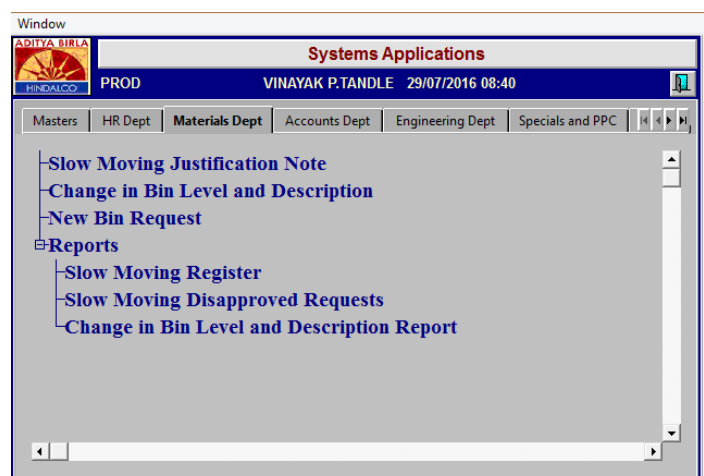 Window
ADITYA BIRLA
HINDALCO
Systems Applications
PROD VINAYAK P.TANDLE 29/07/2016 08:40
Masters HR Dept Materials Dept Accounts Dept Engineering Dept Specials and PPC
Slow Moving Justification Note
Change in Bin Level and Description
New Bin Request
Reports
Slow Moving Register
Slow Moving Disapproved Requests
Change in Bin Level and Description Report